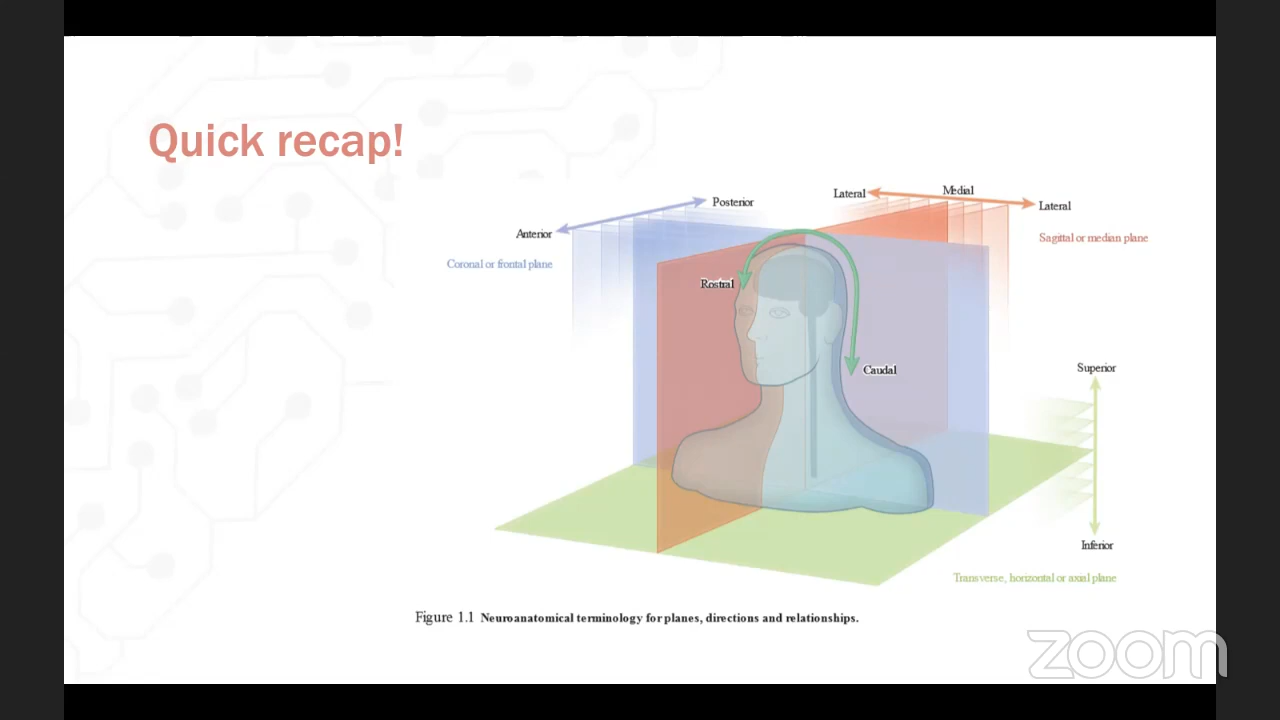 Quick recap!
Lateral
Medial
Lateral
Posterior
Anterior
Sagittal or median plane
Coronal or frontal plane
Rostral
Caudal
Superior
Inferior
Transverse, horizontal or axial plane
Figure 1.1 Neuroanatomical terminology for planes, directions and relationships.
zoom